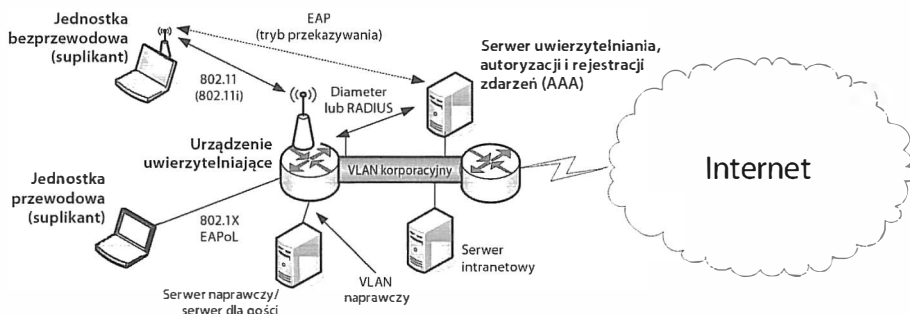 Jednostka
bezprzewodowa
(suplikant)
EAP
(tryb przekazywania)
Serwer uwierzytelniania,
autoryzacji i rejestracji
zdarzeń (AAA)
802.11
(802.11i)
Diameter
lub RADIUS
Urządzenie
uwierzytelniające
VLAN korporacyjny
Internet
Jednostka
przewodowa
(suplikant)
802.1X
EAPoL
Serwer
intranetowy
VLAN
naprawczy
Serwer naprawczy/
serwer dla gości